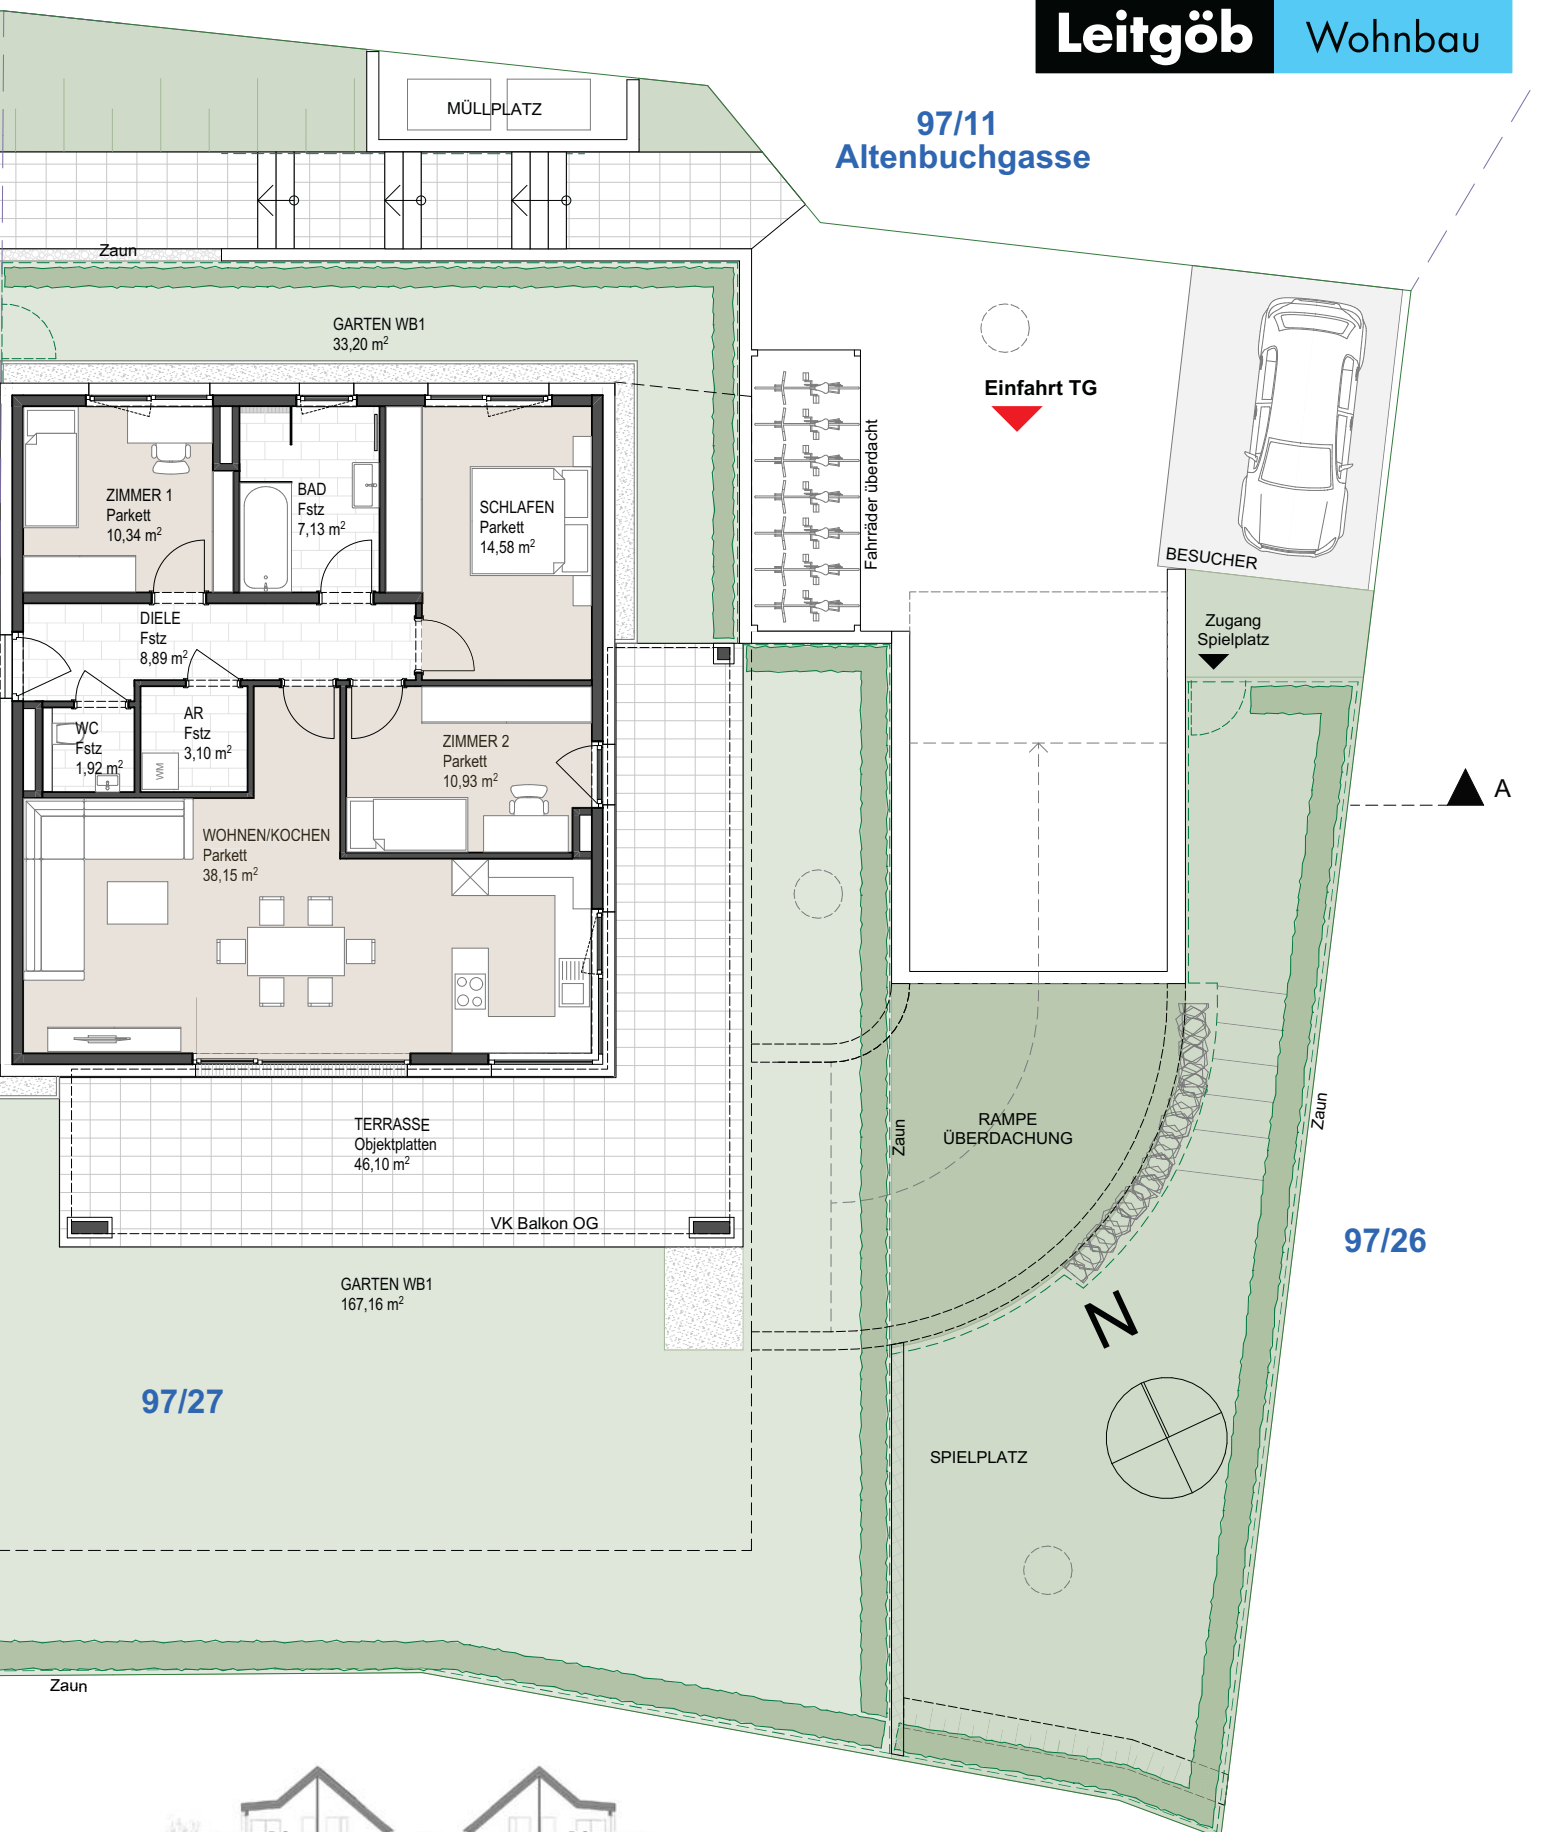 Leitgöb Wohnbau
MÜLLPLATZ
97/11
Altenbuchgasse
Zaun
GARTEN WB1
33,20 m²
Einfahrt TG
Fahrräder überdacht
BESUCHER
ZIMMER 1
Parkett
10,34 m²
BAD
Fstz
7,13 m²
SCHLAFEN
Parkett
14,58 m²
DIELE
Fstz
8,89 m²
Zugang
Spielplatz
WC
Fstz
1,92 m²
AR
Fstz
3,10 m²
WM
ZIMMER 2
Parkett
10,93 m²
A
WOHNEN/KOCHEN
Parkett
38,15 m²
TERRASSE
Objektplatten
46,10 m²
VK Balkon OG
Zaun
RAMPE
ÜBERDACHUNG
Zaun
97/26
GARTEN WB1
167,16 m²
N
97/27
SPIELPLATZ
Zaun